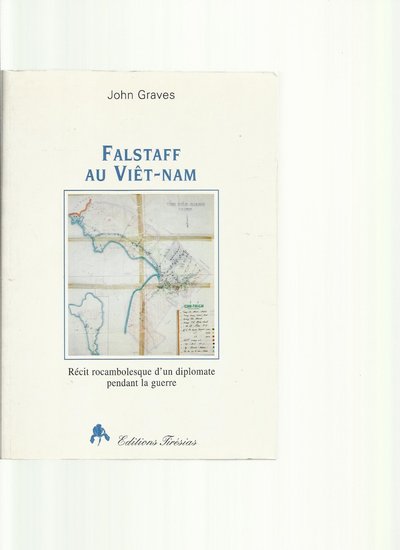 John Graves
FALSTAFF
AU VIÊT-NAM
Récit rocambolesque d'un diplomate
pendant la guerre
Editions Tirésias